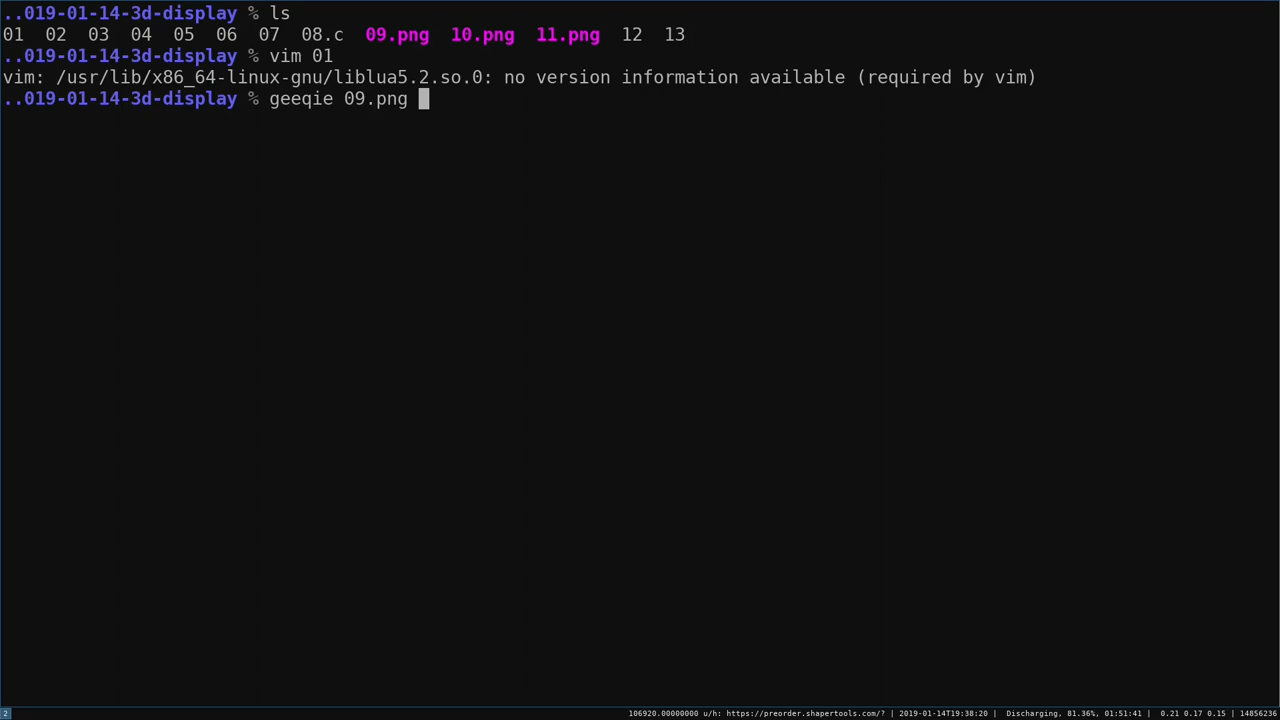 ..019-01-14-3d-display % ls
01 02 03 04 05 06 07 08.c 09.png 10.png 11.png 12 13
..019-01-14-3d-display % vim 01
vim: /usr/lib/x86_64-linux-gnu/liblua5.2.so.0: no version information available (required by vim)
..019-01-14-3d-display % geeqie 09.png
2 106920.00000000 u/h: https://preorder.shapertools.com/? | 2019-01-14T19:38:20 | Discharging, 81.36%, 01:51:41 | 0.21 0.17 0.15 | 14856236